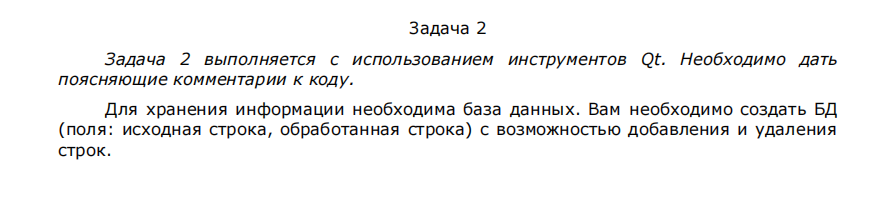 Задача 2
Задача 2 выполняется с использованием инструментов Qt. Необходимо дать
поясняющие комментарии к коду.
Для хранения информации необходима база данных. Вам необходимо создать БД
(поля: исходная строка, обработанная строка) с возможностью добавления и удаления
строк.